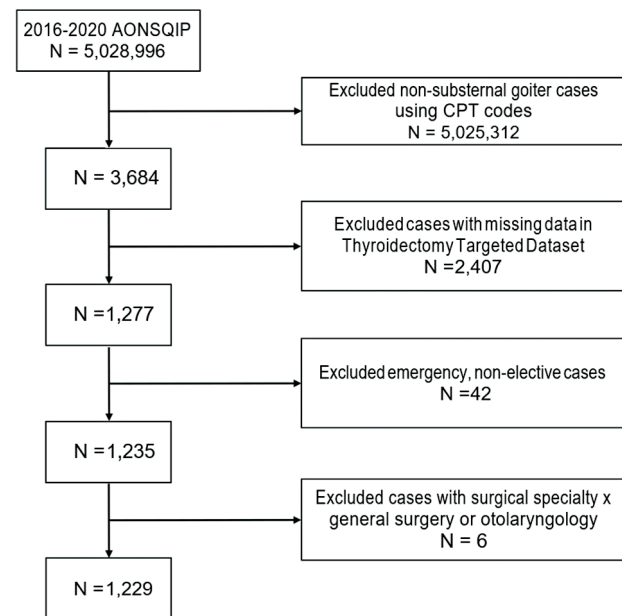 2016-2020 AONSQIP
N = 5,028,996
Excluded non-substernal goiter cases
using CPT codes
N = 5,025,312
N = 3,684
Excluded cases with missing data in
Thyroidectomy Targeted Dataset
N =2,407
N =1,277
Excluded emergency, non-elective cases
N =42
N =1,235
Excluded cases with surgical specialty x
general surgery or otolaryngology
N = 6
N =1,229